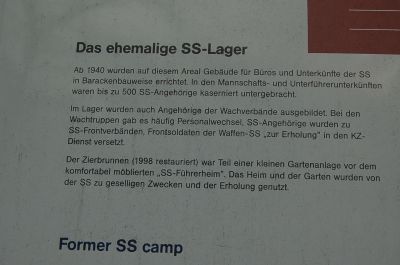 Das ehemalige SS-Lager
Ab 1940 wurden auf diesem Areal Gebäude für Büros und Unterkünfte der SS
in Barackenbauweise errichtet. In den Mannschafts- und Unterführerunterkünften
waren bis zu 500 SS-Angehörige kaserniert untergebracht.
Im Lager wurden auch Angehörige der Wachverbände ausgebildet. Bei den
Wachtruppen gab es häufig Personalwechsel, SS-Angehörige wurden zu
SS-Frontverbänden, Frontsoldaten der Waffen-SS „zur Erholung" in den KZ-
Dienst versetzt.
Der Zierbrunnen (1998 restauriert) war Teil einer kleinen Gartenanlage vor dem
komfortabel möblierten „SS-Führerheim". Das Heim und der Garten wurden von
der SS zu geselligen Zwecken und der Erholung genutzt.
Former SS camp